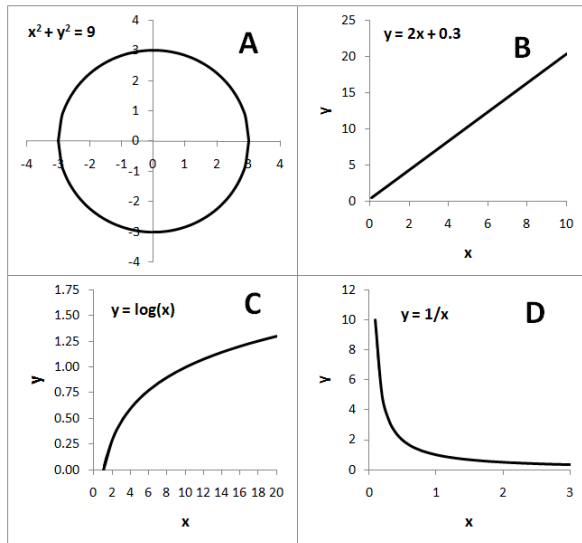 x² + y² = 9
A
4
3
2
1
0
-1
-2
-3
-4
-4 -3 -2 -1 0 1 2 3 4
y = 2x + 0.3
B
25
20
15
10
5
0
y
0 2 4 6 8 10
x
y = log(x)
C
1.75
1.50
1.25
1.00
0.75
0.50
0.25
0.00
y
0 2 4 6 8 10 12 14 16 18 20
x
y = 1/x
D
12
10
8
6
4
2
0
y
0 1 2 3
x